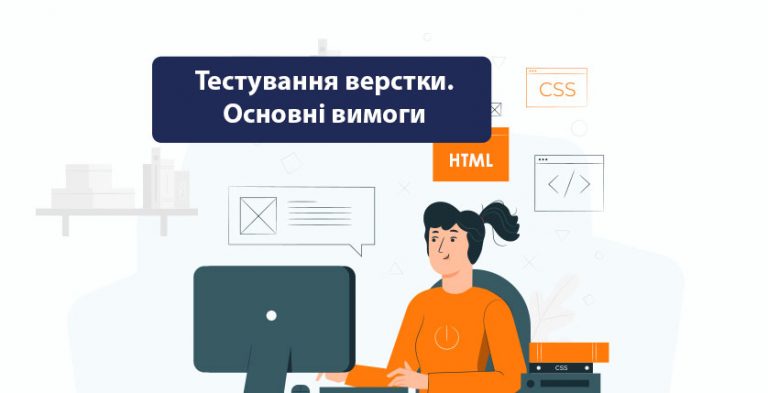 Тестування верстки.
Основні вимоги
CSS
HTML
</>
CSS